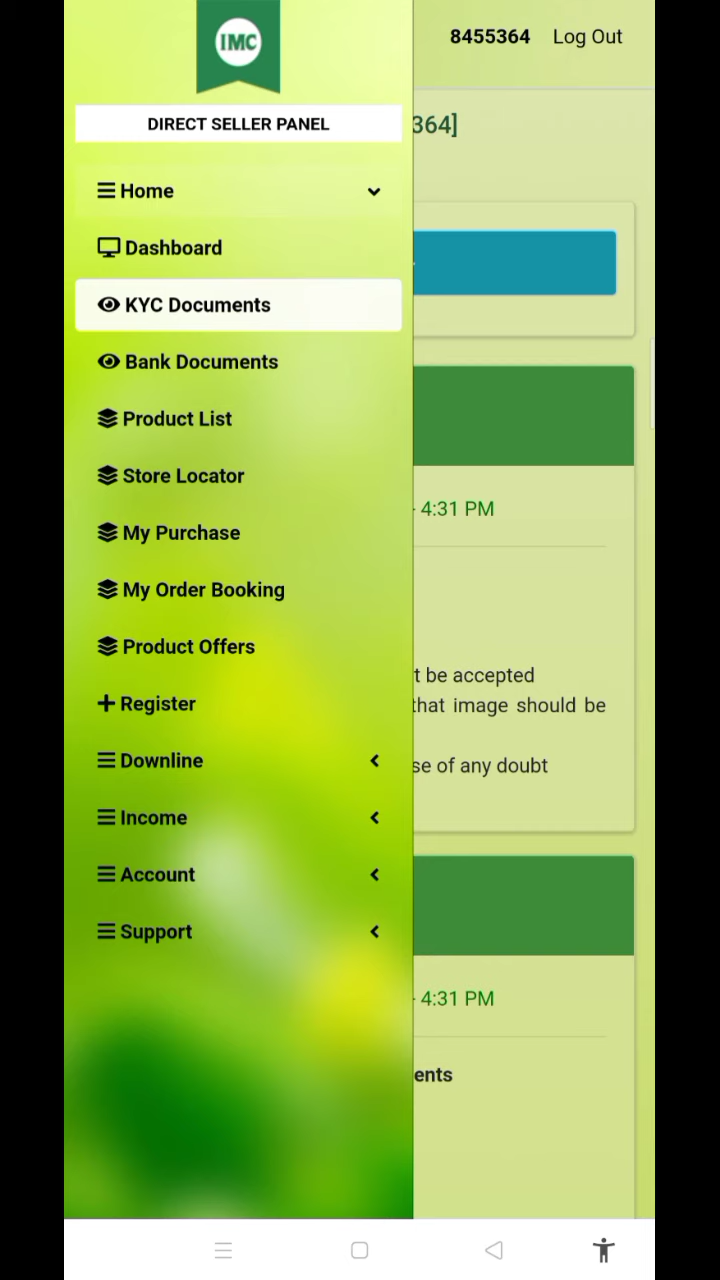 IMC
8455364 Log Out
DIRECT SELLER PANEL
364]
Home
Dashboard
KYC Documents
Bank Documents
Product List
Store Locator
4:31 PM
My Purchase
My Order Booking
Product Offers
t be accepted
Register
that image should be
Downline
se of any doubt
Income
Account
Support
4:31 PM
ents